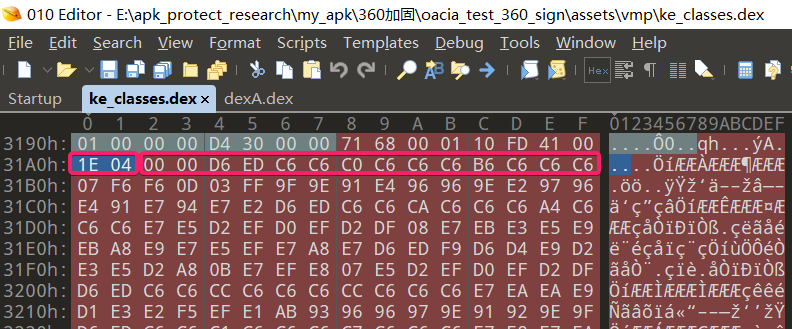 010 Editor - E:\apk_protect_research\my_apk\360加固\oacia_test_360_sign\assets\vmp\ke_classes.dex
File Edit Search View Format Scripts Templates Debug Tools Window Help
Hex
Startup ke_classes.dex × dexA.dex
0 1 2 3 4 5 6 7 8 9 A B C D E F 0123456789ABCDEF
3190h: 01 00 00 00 D4 30 00 00 71 68 00 01 10 FD 41 00 ....Ô0..qh...ýA.
31A0h: 1E 04 00 00 D6 ED C6 C6 C0 C6 C6 C6 B6 C6 C6 C6 ....ÖíÆÆÀÆÆÆ¶ÆÆÆ
31B0h: 07 F6 F6 0D 03 FF 9F 9E 91 E4 96 96 9E E2 97 96 .öö..ÿŸž‘ä––žâ—–
31C0h: E4 91 E7 94 E7 E2 D6 ED C6 C6 CA C6 C6 C6 A4 C6 ä‘ç”çâÖíÆÆÊÆÆÆ¤Æ
31D0h: C6 C6 E7 E5 D2 EF D0 EF D2 DF 08 E7 EB E3 E5 E9 ÆÆçåÒïÐïÒß.çëãåé
31E0h: EB A8 E9 E7 E5 EF E7 A8 E7 D6 ED F9 D6 D4 E9 D2 ë¨éçåïç¨çÖíùÖÔéÒ
31F0h: E3 E5 D2 A8 0B E7 EF E8 07 E5 D2 EF D0 EF D2 DF ãåÒ¨.çïè.åÒïÐïÒß
3200h: D6 ED C6 C6 CC C6 C6 C6 CC C6 C6 C6 E7 EA EA E9 ÖíÆÆÌÆÆÆÌÆÆÆçêêé
3210h: D1 E3 E2 F5 EF E1 AB 93 96 96 97 9E 91 92 9E 9F Ñãâõïá«“––—ž‘’žŸ